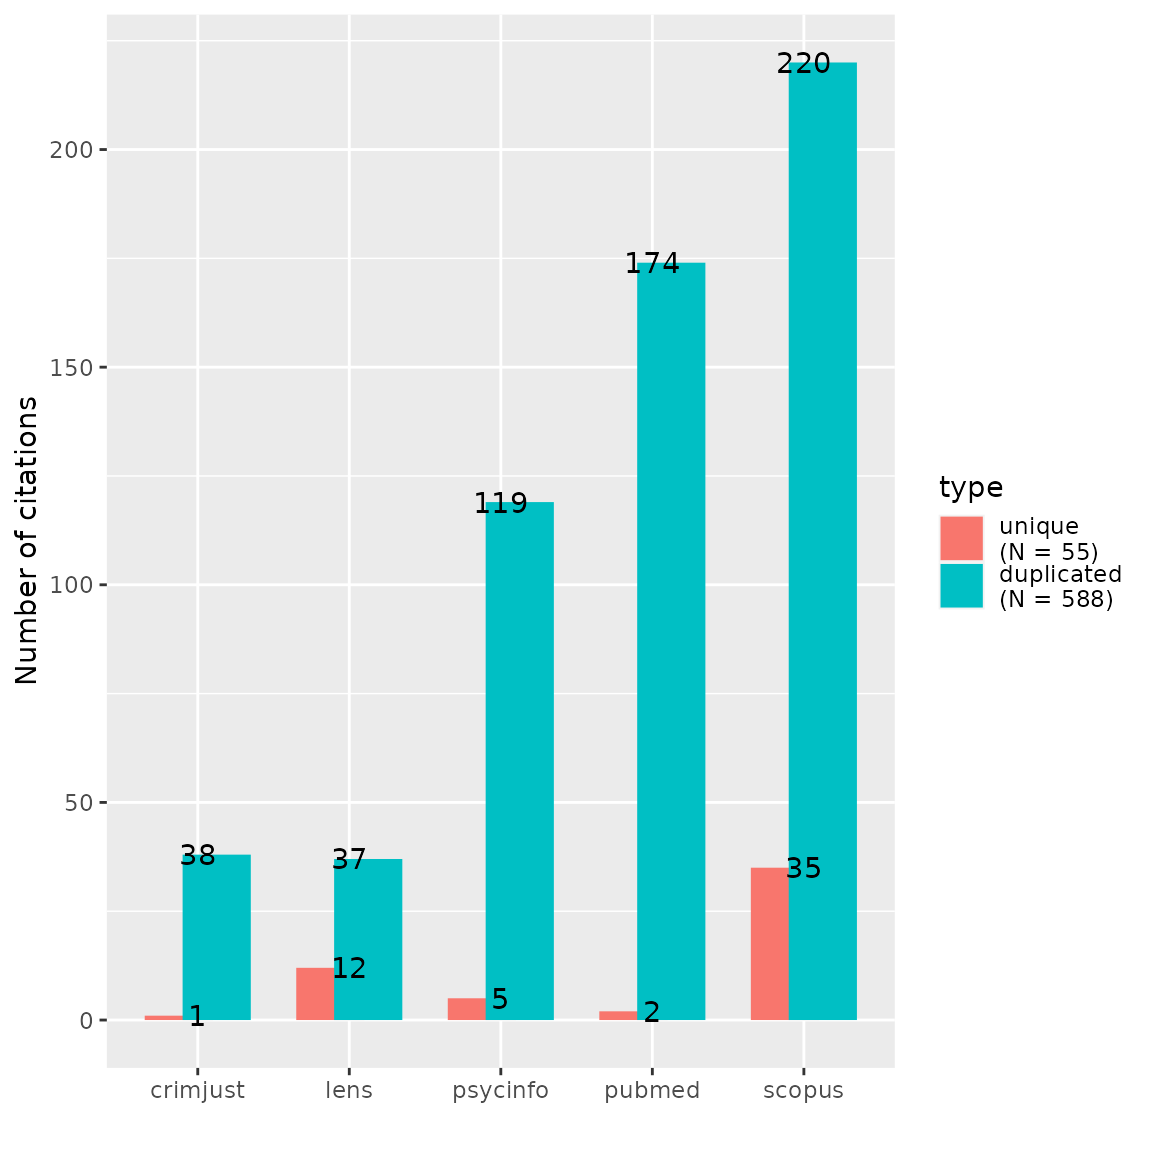 Number of citations
200
150
100
50
0
220
174
119
38
37
35
12
5
2
1
crimjust lens psycinfo pubmed scopus
type
unique
(N = 55)
duplicated
(N = 588)